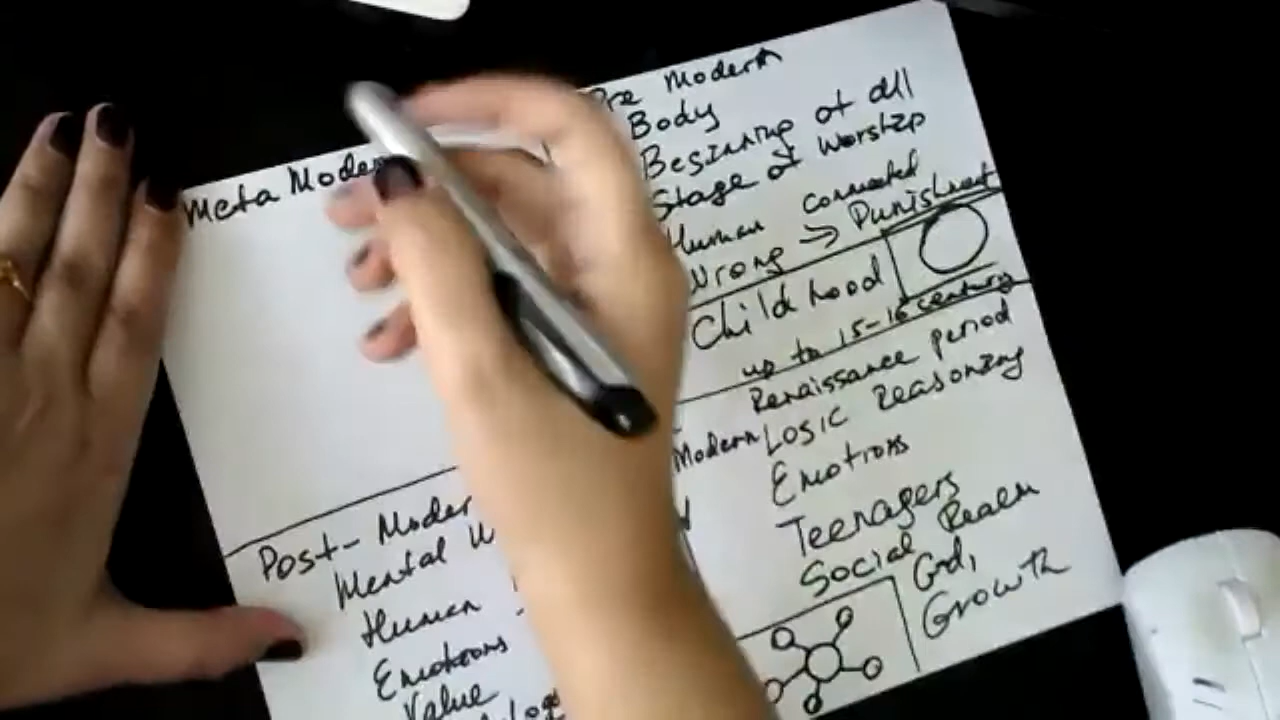 Meta Moder
Pre Modern
Body
Beginning of all
Stage of Worship
Human connected
Wrong → Punishment
Childhood
up to 15-16 century
Renaissance period
Modern Logic Reasoning
Emotions
Teenagers
Social Realm
God,
Growth
Post-Moder
Mental W
Human
Emotions
Value